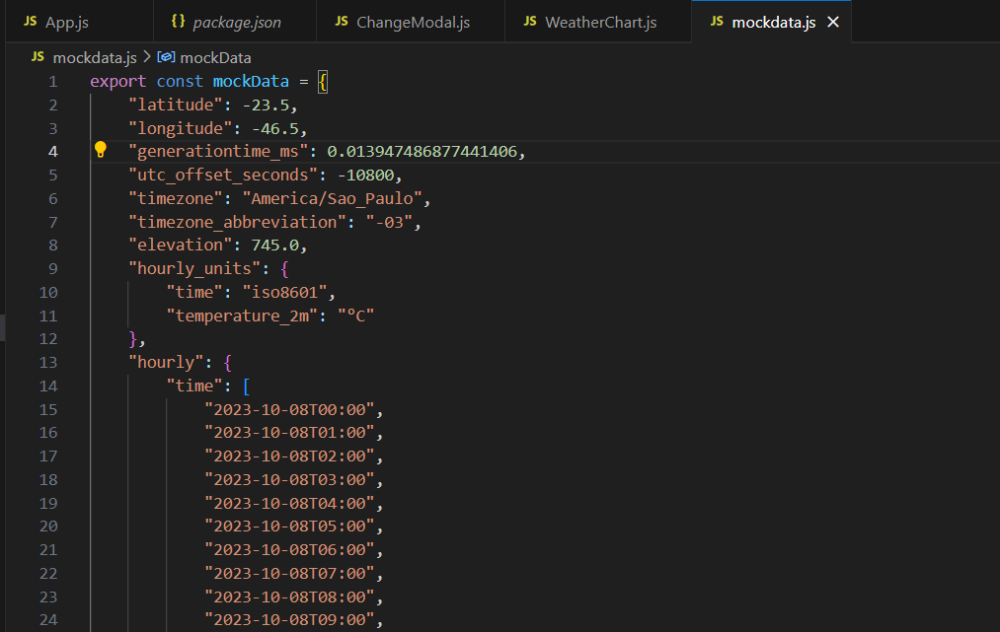 JS App.js {} package.json JS ChangeModal.js JS WeatherChart.js JS mockdata.js
JS mockdata.js > mockData
1 export const mockData = {
2 "latitude": -23.5,
3 "longitude": -46.5,
4 "generationtime_ms": 0.013947486877441406,
5 "utc_offset_seconds": -10800,
6 "timezone": "America/Sao_Paulo",
7 "timezone_abbreviation": "-03",
8 "elevation": 745.0,
9 "hourly_units": {
10 "time": "iso8601",
11 "temperature_2m": "°C"
12 },
13 "hourly": {
14 "time": [
15 "2023-10-08T00:00",
16 "2023-10-08T01:00",
17 "2023-10-08T02:00",
18 "2023-10-08T03:00",
19 "2023-10-08T04:00",
20 "2023-10-08T05:00",
21 "2023-10-08T06:00",
22 "2023-10-08T07:00",
23 "2023-10-08T08:00",
24 "2023-10-08T09:00",